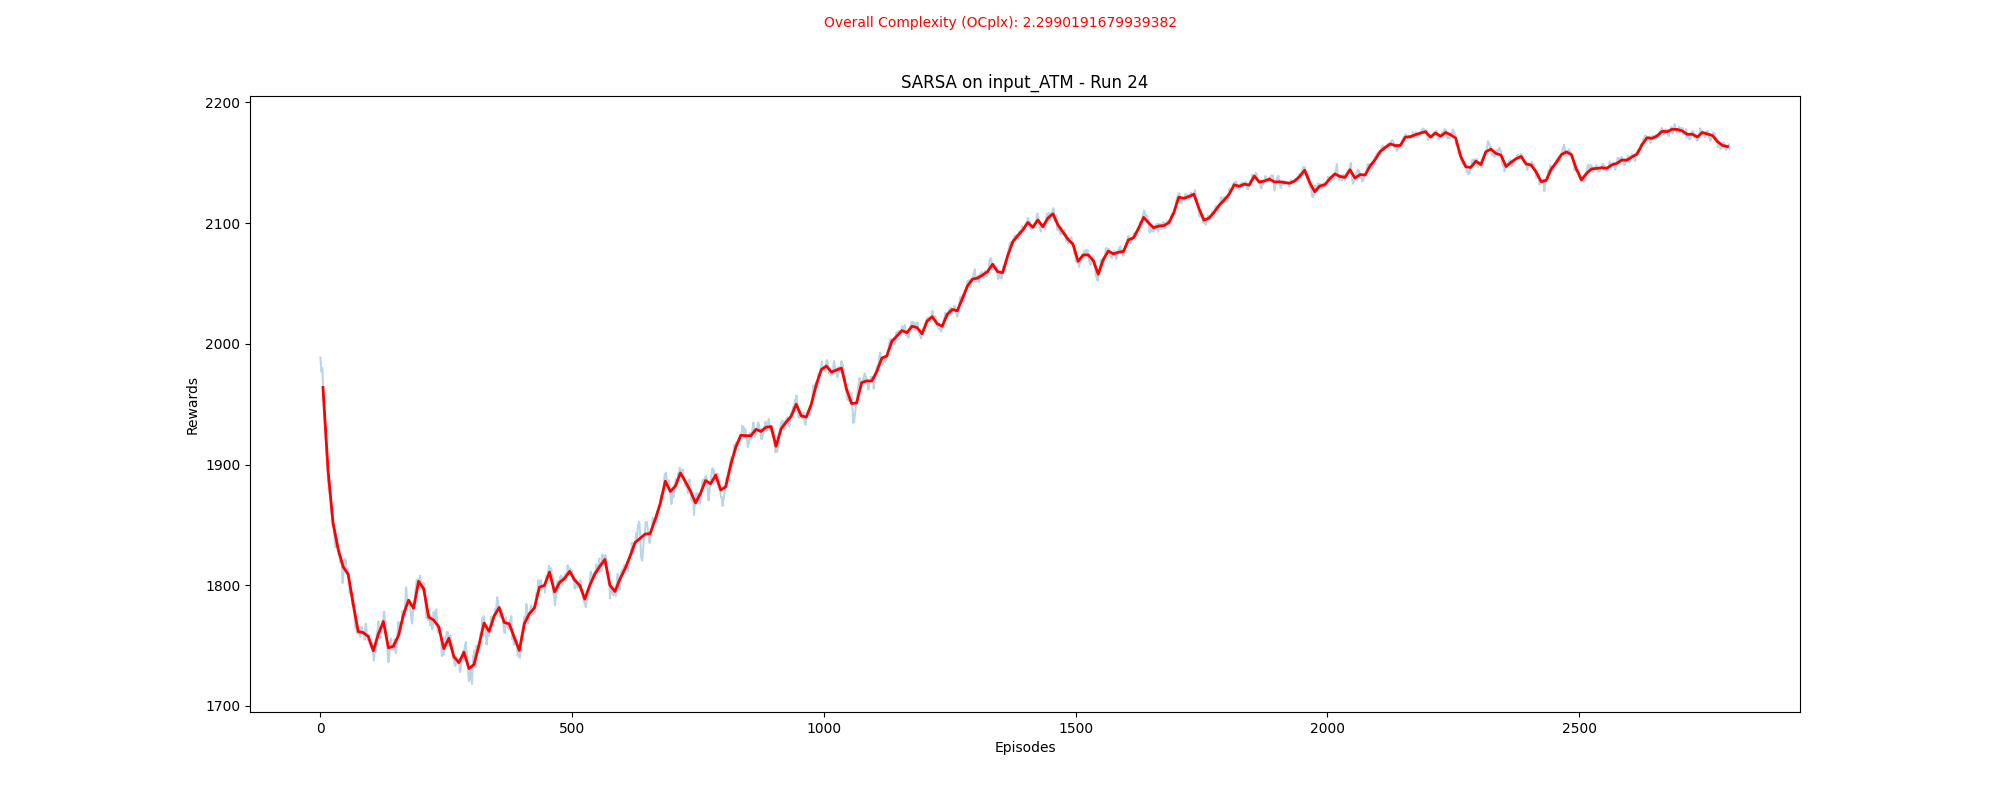 Overall Complexity (OCplx): 2.2990191679939382
SARSA on input_ATM - Run 24
2200
2100
2000
1900
1800
1700
Rewards
0 500 1000 1500 2000 2500
Episodes